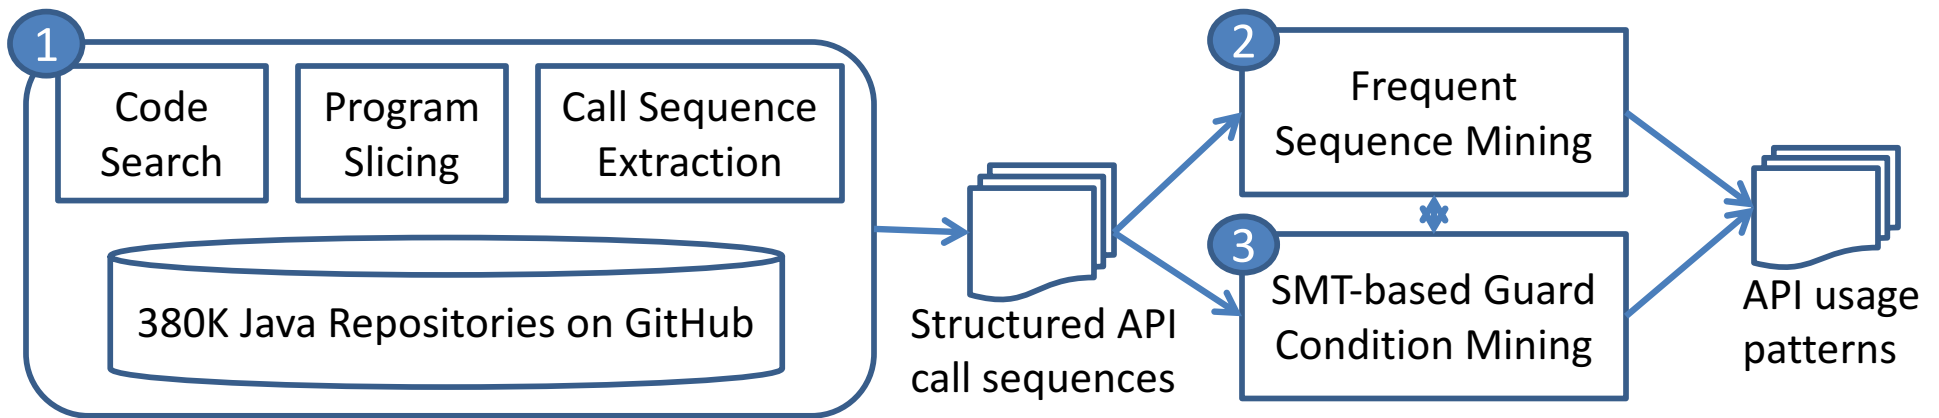 1
Code
Search
Program
Slicing
Call Sequence
Extraction
380K Java Repositories on GitHub
Structured API
call sequences
2
Frequent
Sequence Mining
3
SMT-based Guard
Condition Mining
API usage
patterns